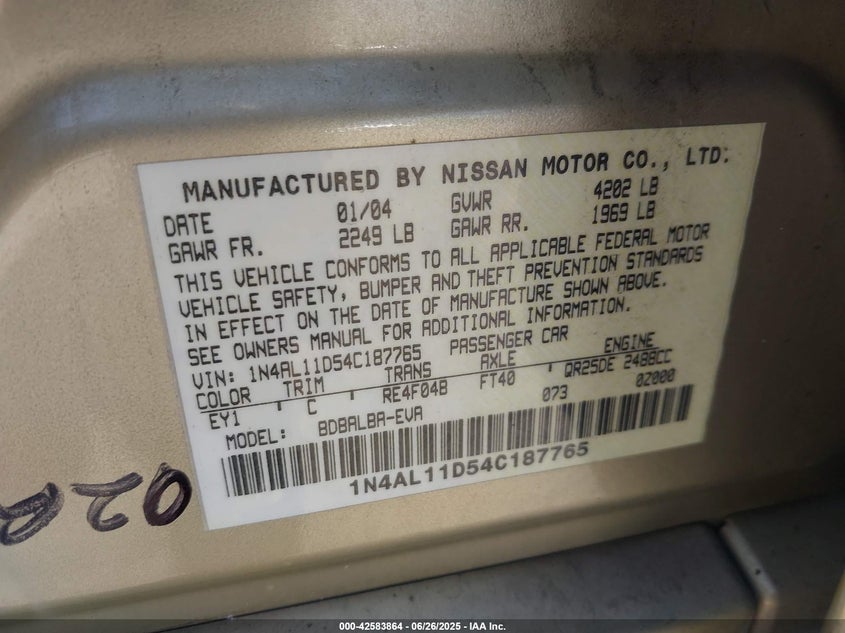 MANUFACTURED BY NISSAN MOTOR CO., LTD.
DATE 01/04 GVWR 4202 LB
GAWR FR. 2249 LB GAWR RR. 1969 LB
THIS VEHICLE CONFORMS TO ALL APPLICABLE FEDERAL MOTOR
VEHICLE SAFETY, BUMPER AND THEFT PREVENTION STANDARDS
IN EFFECT ON THE DATE OF MANUFACTURE SHOWN ABOVE.
SEE OWNERS MANUAL FOR ADDITIONAL INFORMATION.
VIN: 1N4AL11D54C187765 PASSENGER CAR
COLOR TRIM TRANS AXLE ENGINE
EY1 C RE4F04B FT40 QR25DE 2488CC
MODEL: BDBALBA-EVA 073 0Z000
1N4AL11D54C187765
000-42583864 | 06/26/2025 - IAA Inc.